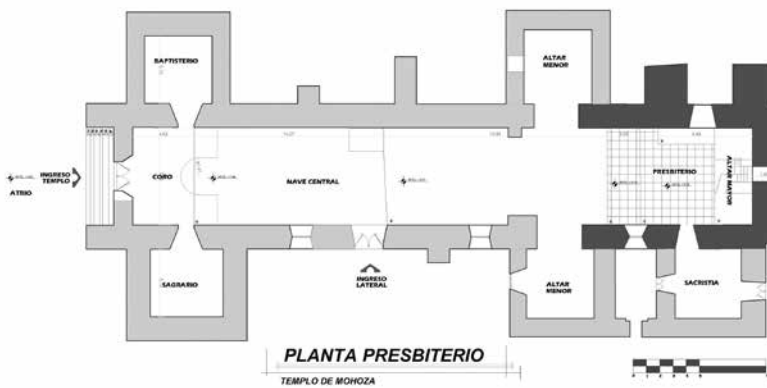 BAPTISTERIO
ALTAR
MENOR
INGRESO
TEMPLO
ATRIO
CORO
NAVE CENTRAL
PRESBITERIO
ALTAR MAYOR
SAGRARIO
INGRESO
LATERAL
ALTAR
MENOR
SACRISTIA
PLANTA PRESBITERIO
TEMPLO DE MOHOZA